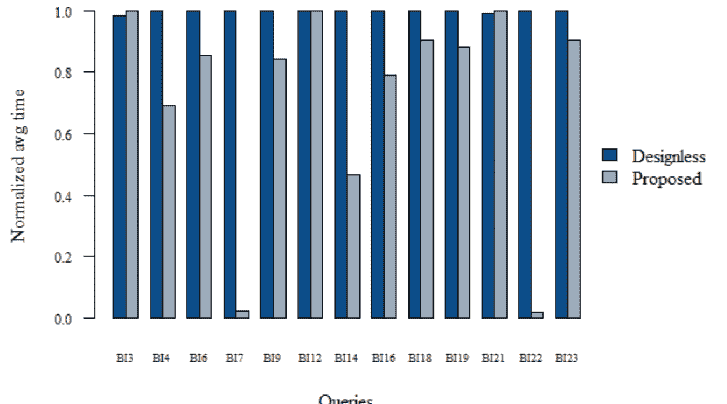 1.0
0.8
0.6
0.4
0.2
0.0
Normalized avg time
Designless
Proposed
BI3 BI4 BI6 BI7 BI9 BI12 BI14 BI16 BI18 BI19 BI21 BI22 BI23
Queries